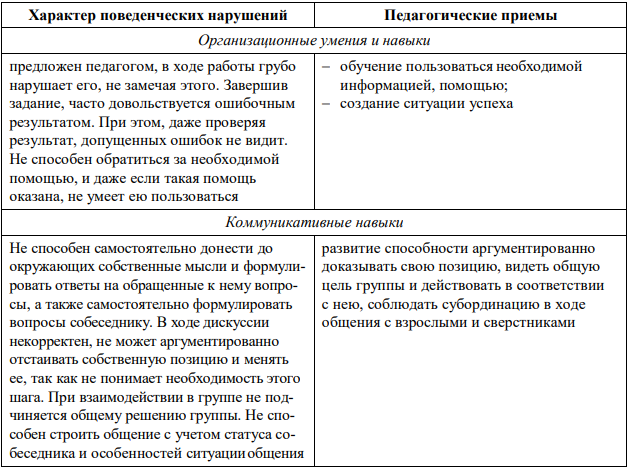 Характер поведенческих нарушений
Педагогические приемы
Организационные умения и навыки
предложен педагогом, в ходе работы грубо
нарушает его, не замечая этого. Завершив
задание, часто довольствуется ошибочным
результатом. При этом, даже проверяя
результат, допущенных ошибок не видит.
Не способен обратиться за необходимой
помощью, и даже если такая помощь
оказана, не умеет ею пользоваться
– обучение пользоваться необходимой
информацией, помощью;
– создание ситуации успеха
Коммуникативные навыки
Не способен самостоятельно донести до
окружающих собственные мысли и формули-
ровать ответы на обращенные к нему вопро-
сы, а также самостоятельно формулировать
вопросы собеседнику. В ходе дискуссии
некорректен, не может аргументированно
отстаивать собственную позицию и менять
ее, так как не понимает необходимость этого
шага. При взаимодействии в группе не под-
чиняется общему решению группы. Не спо-
собен строить общение с учетом статуса со-
беседника и особенностей ситуации общения
развитие способности аргументированно
доказывать свою позицию, видеть общую
цель группы и действовать в соответствии
с нею, соблюдать субординацию в ходе
общения с взрослыми и сверстниками